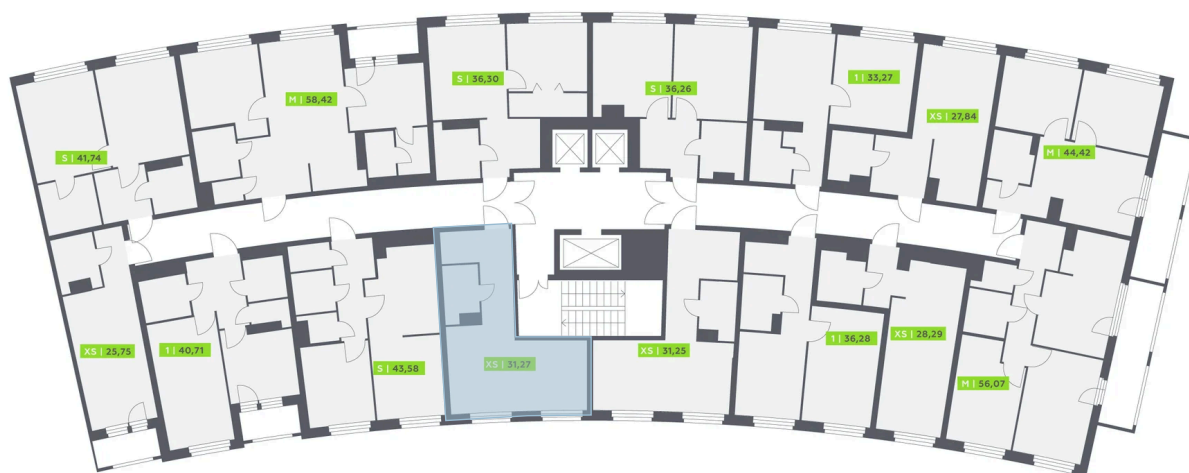 S | 36,30
1 | 33,27
S | 36,26
M | 58,42
XS | 27,84
M | 44,42
S | 41,74
XS | 28,29
1 | 36,28
XS | 31,25
1 | 40,71
XS | 25,75
XS | 31,27
S | 43,58
M | 56,07